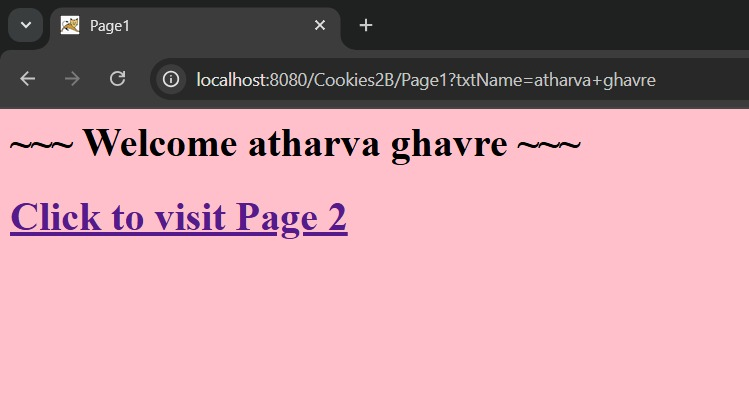 Page1
localhost:8080/Cookies2B/Page1?txtName=atharva+ghavre
~~~ Welcome atharva ghavre ~~~
Click to visit Page 2